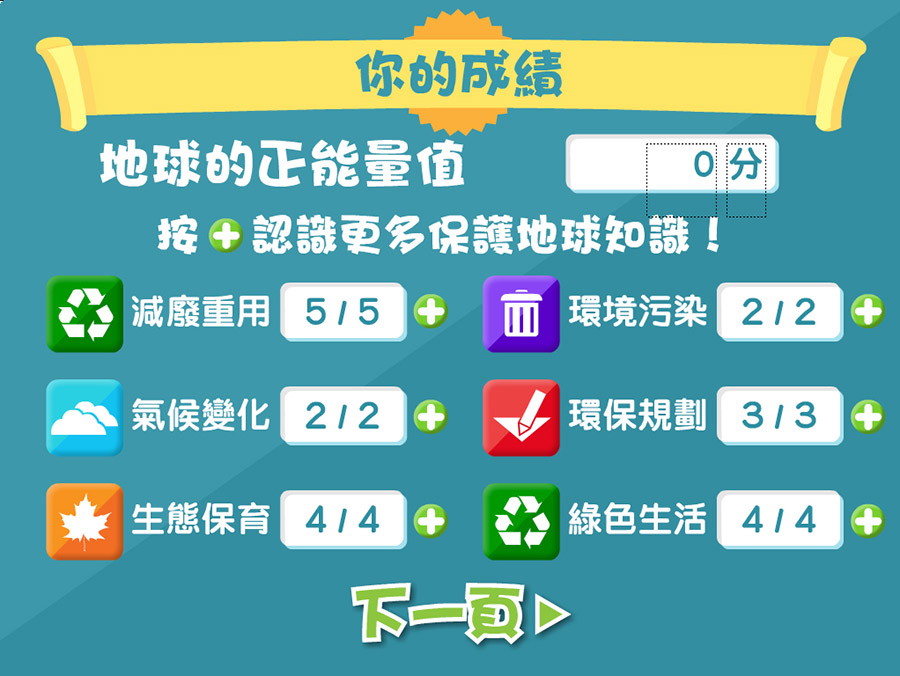 你的成績
地球的正能量值 0 分
按 認識更多保護地球知識!
減廢重用 5 / 5 環境污染 2 / 2
氣候變化 2 / 2 環保規劃 3 / 3
生態保育 4 / 4 綠色生活 4 / 4
下一頁